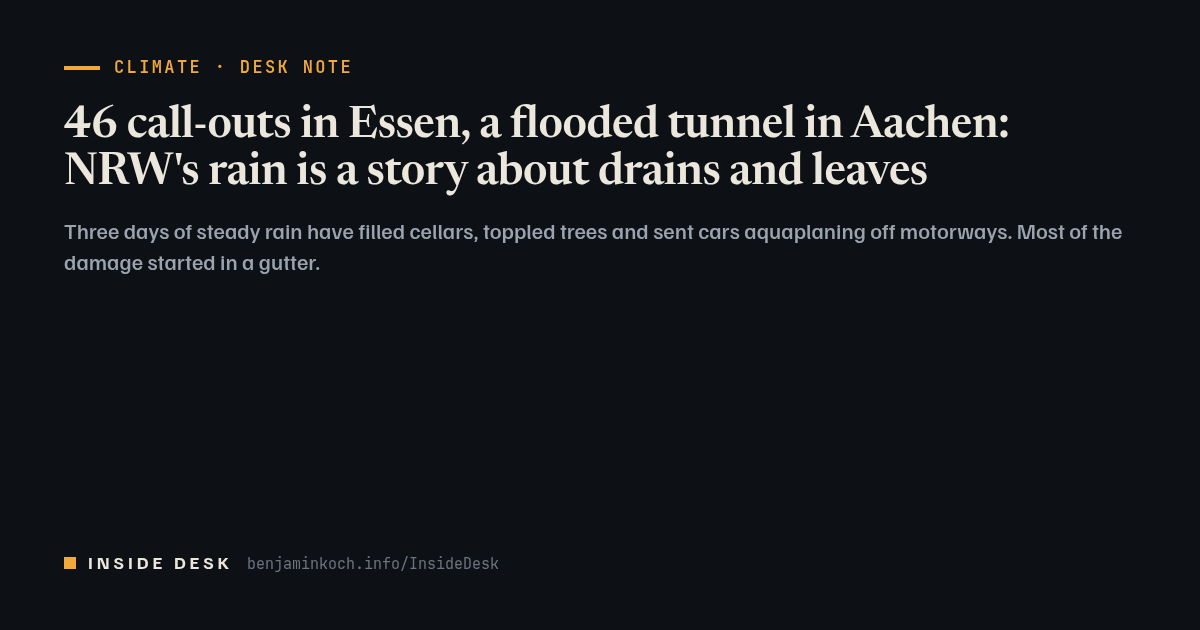 CLIMATE · DESK NOTE
46 call-outs in Essen, a flooded tunnel in Aachen:
NRW's rain is a story about drains and leaves
Three days of steady rain have filled cellars, toppled trees and sent cars aquaplaning off motorways. Most of the
damage started in a gutter.
INSIDE DESK benjaminkoch.info/InsideDesk